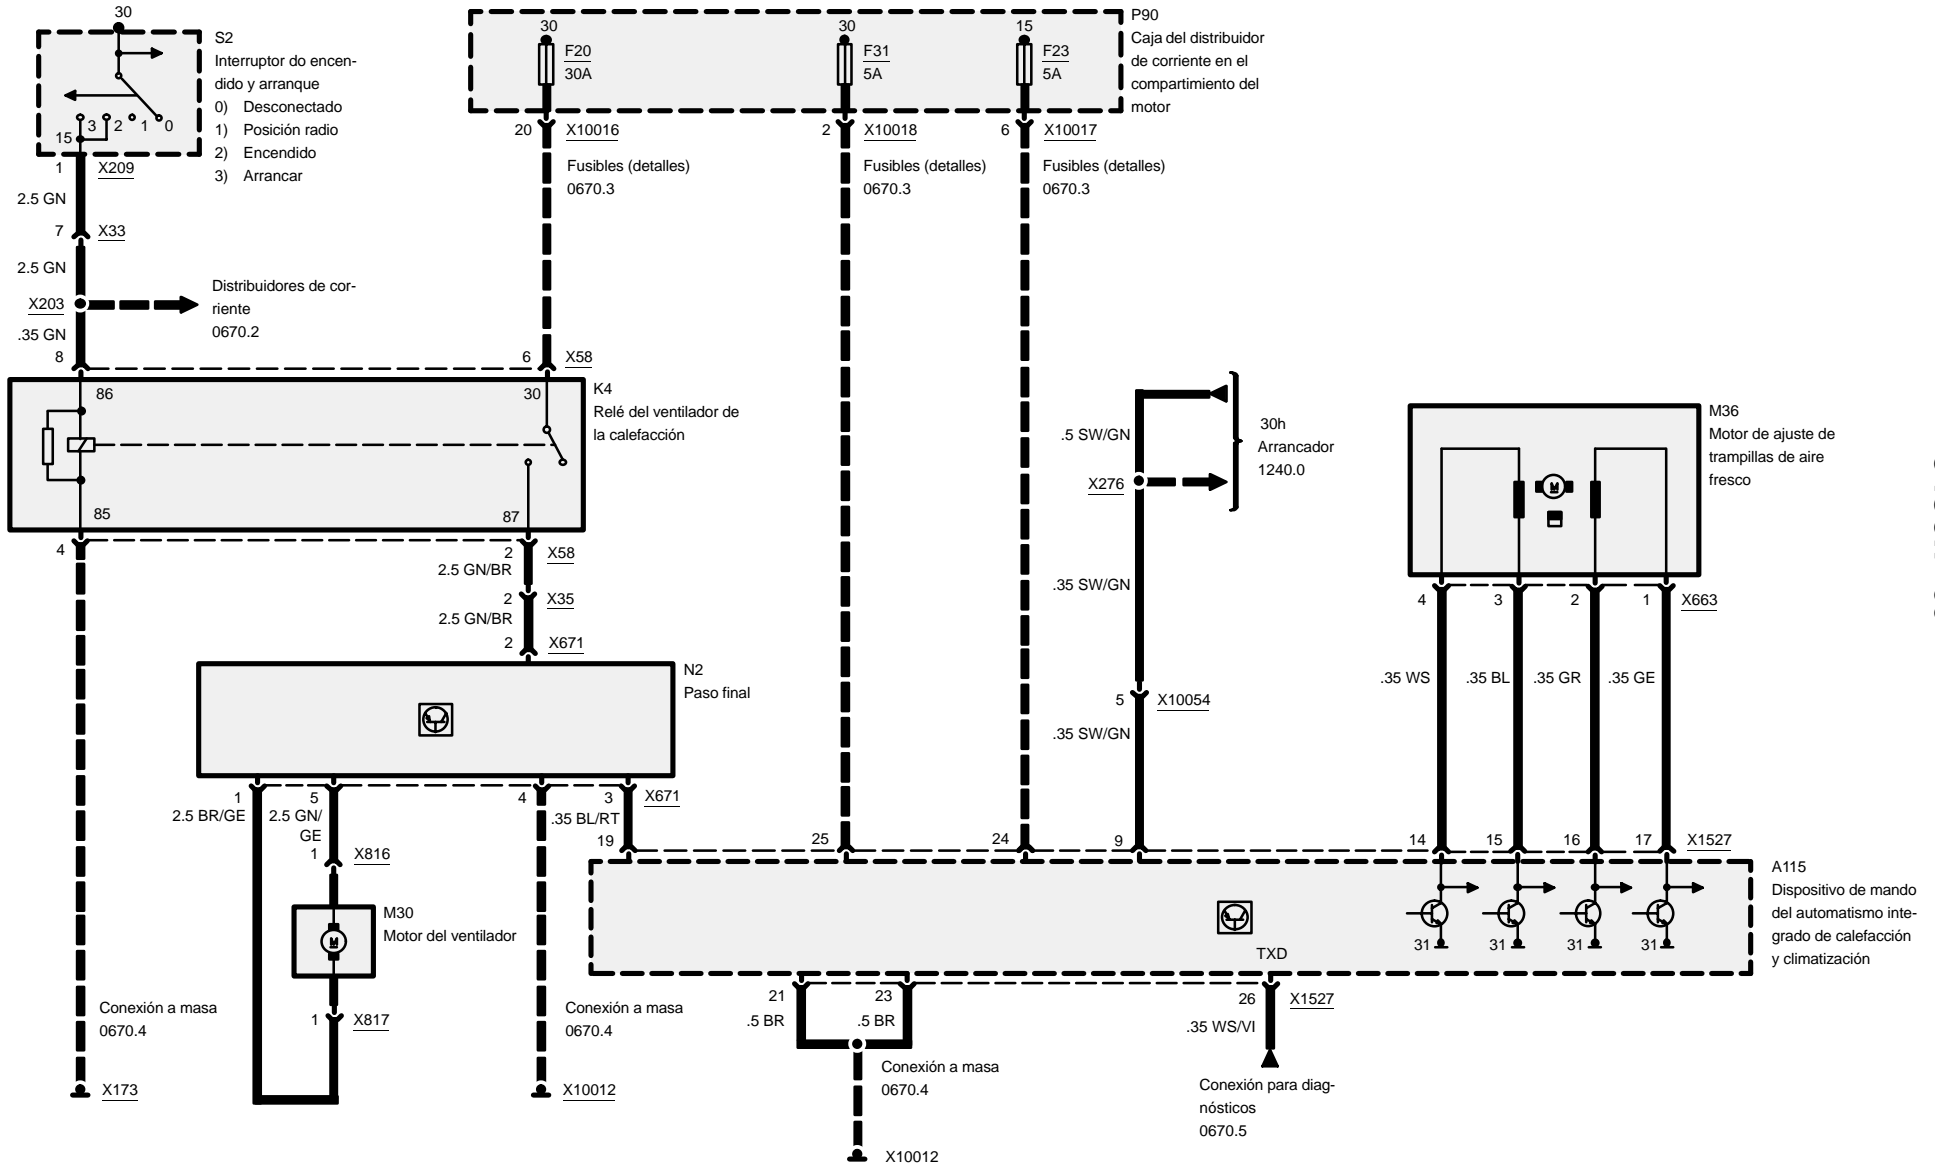 30
S2
Interruptor do encen-
dido y arranque
0) Desconectado
1) Posición radio
2) Encendido
3) Arrancar
3 2 1 0
15
1 X209
2.5 GN
7 X33
2.5 GN
X203
Distribuidores de cor-
riente
0670.2
.35 GN
8
P90
Caja del distribuidor
de corriente en el
compartimiento del
motor
30
F20
30A
30
F31
5A
15
F23
5A
20 X10016
Fusibles (detalles)
0670.3
2 X10018
Fusibles (detalles)
0670.3
6 X10017
Fusibles (detalles)
0670.3
6 X58
K4
Relé del ventilador de
la calefacción
86
30
85
87
4
2 X58
2.5 GN/BR
2 X35
2.5 GN/BR
2 X671
N2
Paso final
1
5
4
3 X671
2.5 BR/GE
2.5 GN/
GE
.35 BL/RT
1 X816
M30
Motor del ventilador
M
1 X817
Conexión a masa
0670.4
X173
Conexión a masa
0670.4
X10012
.5 SW/GN
30h
Arrancador
1240.0
X276
.35 SW/GN
5 X10054
.35 SW/GN
M36
Motor de ajuste de
trampillas de aire
fresco
M
4 3 2 1 X663
.35 WS
.35 BL
.35 GR
.35 GE
19 25 24 9 14 15 16 17 X1527
A115
Dispositivo de mando
del automatismo inte-
grado de calefacción
y climatización
31 31 31 31
TXD
21 23 26 X1527
.5 BR
.5 BR
.35 WS/VI
Conexión a masa
0670.4
X10012
Conexión para diag-
nósticos
0670.5